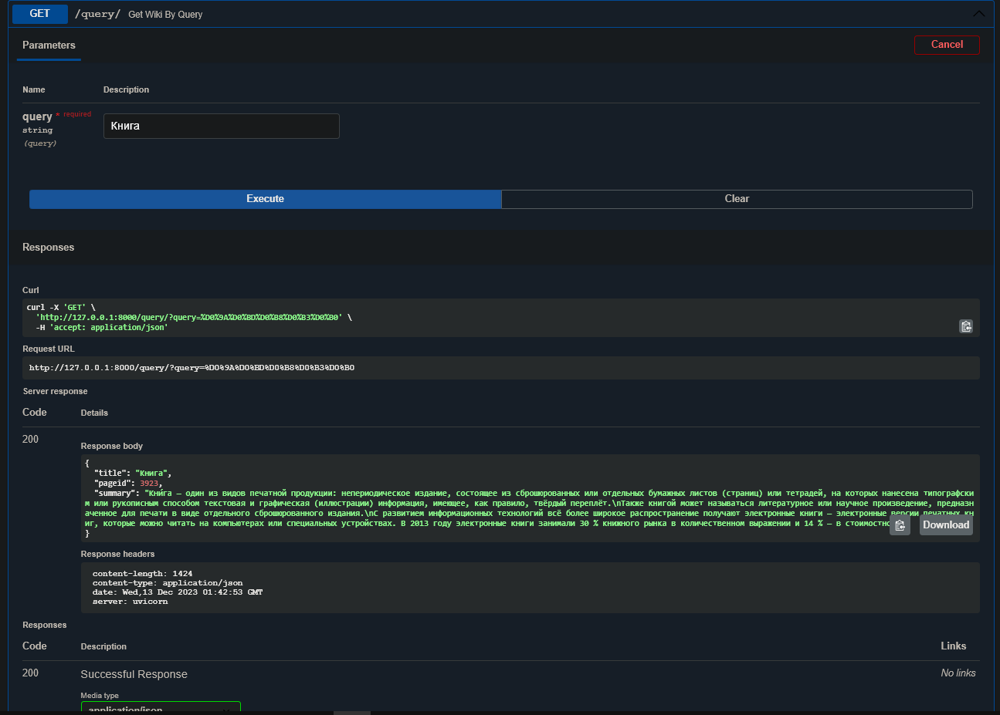 GET /query/ Get Wiki By Query
Parameters
Cancel
Name Description
query * required
string
(query)
Книга
Execute Clear
Responses
Curl
curl -X 'GET' \
'http://127.0.0.1:8000/query/?query=%D0%9A%D0%BD%D0%B8%D0%B3%D0%B0' \
-H 'accept: application/json'
Request URL
http://127.0.0.1:8000/query/?query=%D0%9A%D0%BD%D0%B8%D0%B3%D0%B0
Server response
Code Details
200
Response body
{
"title": "Книга",
"pageid": 3923,
"summary": "Кни́га — один из видов печатной продукции: непериодическое издание, состоящее из сброшюрованных или отдельных бумажных листов (страниц) или тетрадей, на которых нанесена типографски
м или рукописным способом текстовая и графическая (иллюстрации) информация, имеющее, как правило, твёрдый переплёт.\nТакже книгой может называться литературное или научное произведение, предназн
аченное для печати в виде отдельного сброшюрованного издания.\nС развитием информационных технологий всё более широкое распространение получают электронные книги — электронные версии печатных кн
иг, которые можно читать на компьютерах или специальных устройствах. В 2013 году электронные книги занимали 30 % книжного рынка в количественном выражении и 14 % — в
}
Download
Response headers
content-length: 1424
content-type: application/json
date: Wed,13 Dec 2023 01:42:53 GMT
server: uvicorn
Responses
Code Description Links
200 Successful Response No links
Media type
application/json